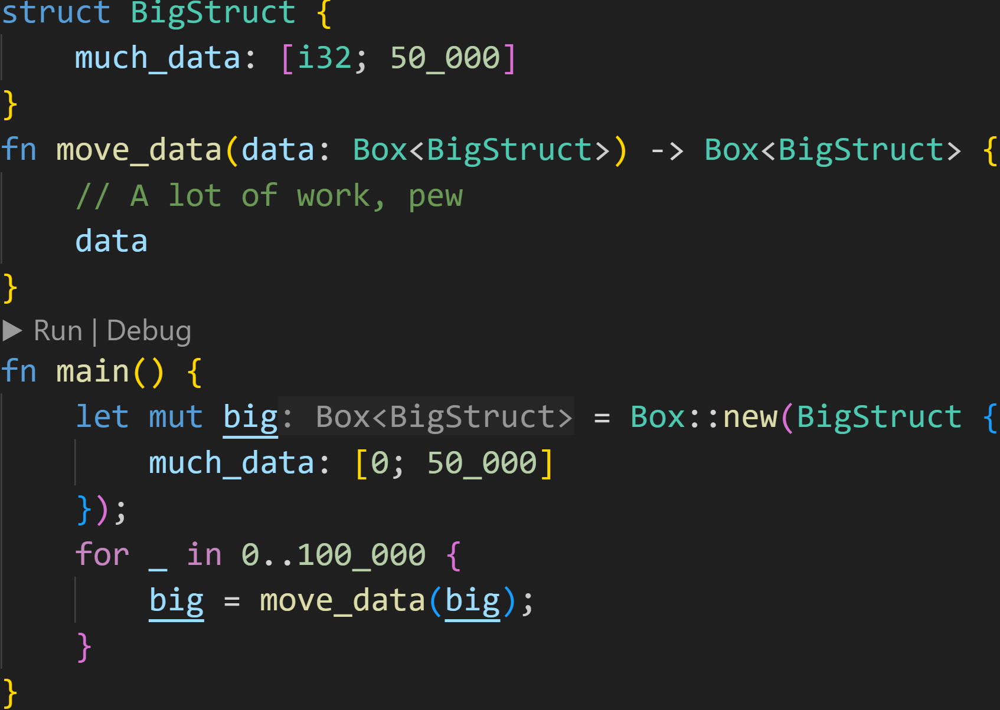 struct BigStruct {
    much_data: [i32; 50_000]
}
fn move_data(data: Box<BigStruct>) -> Box<BigStruct> {
    // A lot of work, pew
    data
}
▶ Run | Debug
fn main() {
    let mut big: Box<BigStruct> = Box::new(BigStruct {
        much_data: [0; 50_000]
    });
    for _ in 0..100_000 {
        big = move_data(big);
    }
}